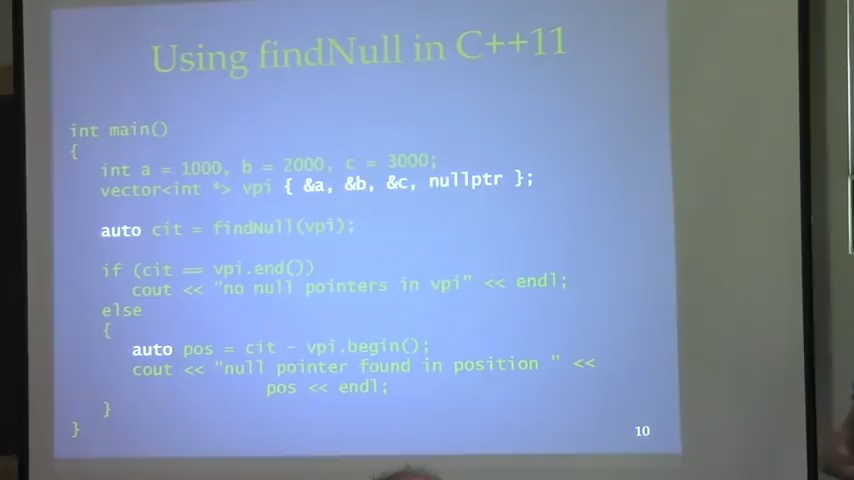 Using findNull in C++11
int main()
{
int a = 1000, b = 2000, c = 3000;
vector<int *> vpi { &a, &b, &c, nullptr };
auto cit = findNull(vpi);
if (cit == vpi.end())
cout << "no null pointers in vpi" << endl;
else
{
auto pos = cit - vpi.begin();
cout << "null pointer found in position " <<
pos << endl;
}
}
10